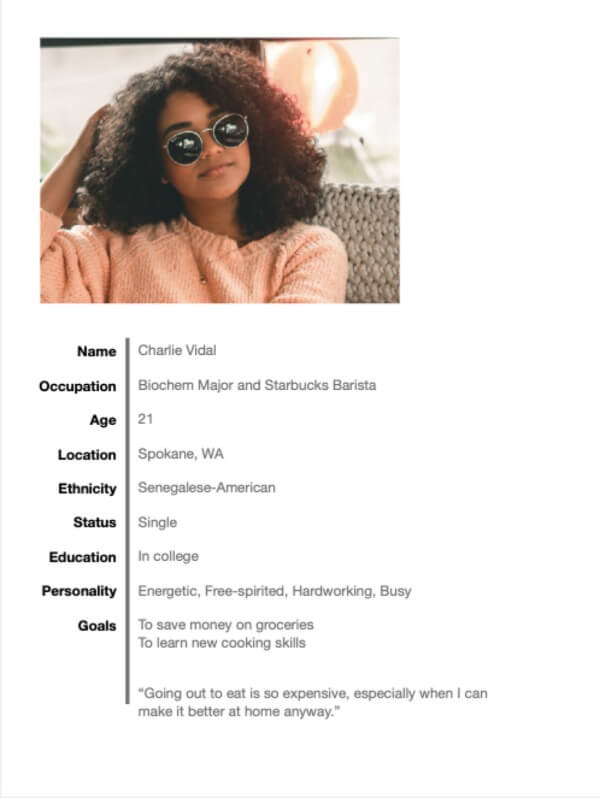 Name Charlie Vidal
Occupation Biochem Major and Starbucks Barista
Age 21
Location Spokane, WA
Ethnicity Senegalese-American
Status Single
Education In college
Personality Energetic, Free-spirited, Hardworking, Busy
Goals To save money on groceries
To learn new cooking skills
“Going out to eat is so expensive, especially when I can
make it better at home anyway.”